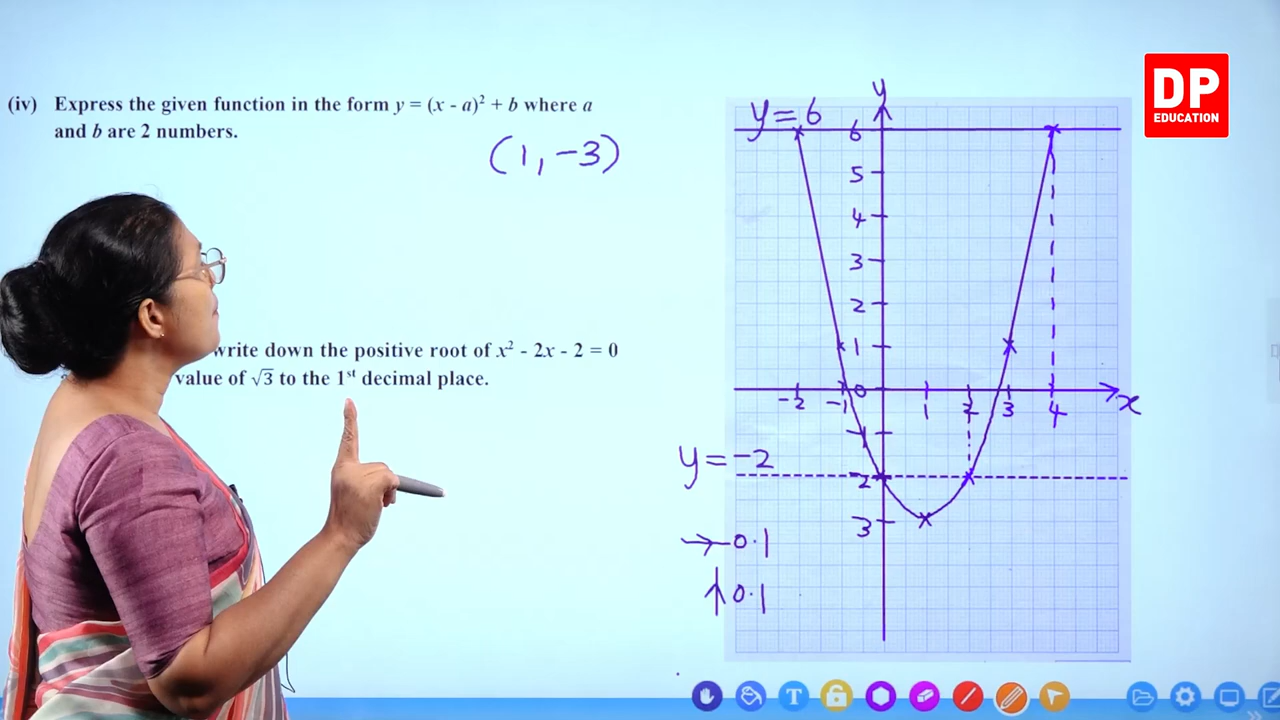 (iv) Express the given function in the form y = (x - a)² + b where a
and b are 2 numbers.
(1, -3)
write down the positive root of x² - 2x - 2 = 0
value of √3 to the 1st decimal place.
DP
EDUCATION
y
y = 6
6
5
4
3
2
1
0
-2 -1 1 2 3 4 x
-1
y = -2
-2
3
→ 0.1
↑ 0.1
T